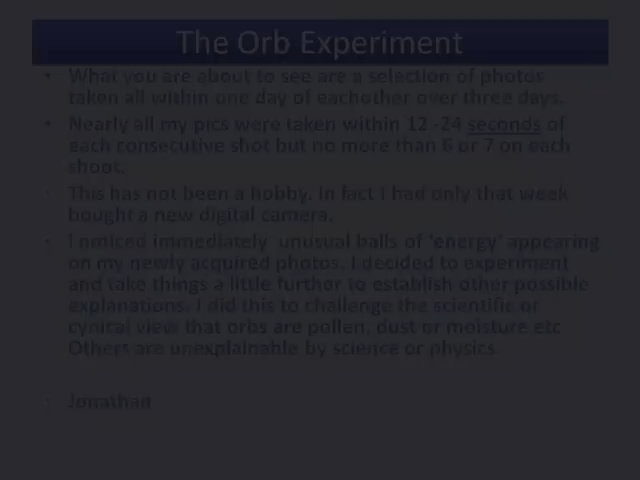 The Orb Experiment
• What you are about to see are a selection of photos
taken all within one day of eachother over three days.
• Nearly all my pics were taken within 12 -24 seconds of
each consecutive shot but no more than 6 or 7 on each
shoot.
• This has not been a hobby. In fact I had only that week
bought a new digital camera.
• I noticed immediately unusual balls of ‘energy’ appearing
on my newly acquired photos. I decided to experiment
and take things a little further to establish other possible
explanations. I did this to challenge the scientific or
cynical view that orbs are pollen, dust or moisture etc
Others are unexplainable by science or physics
• Jonathan